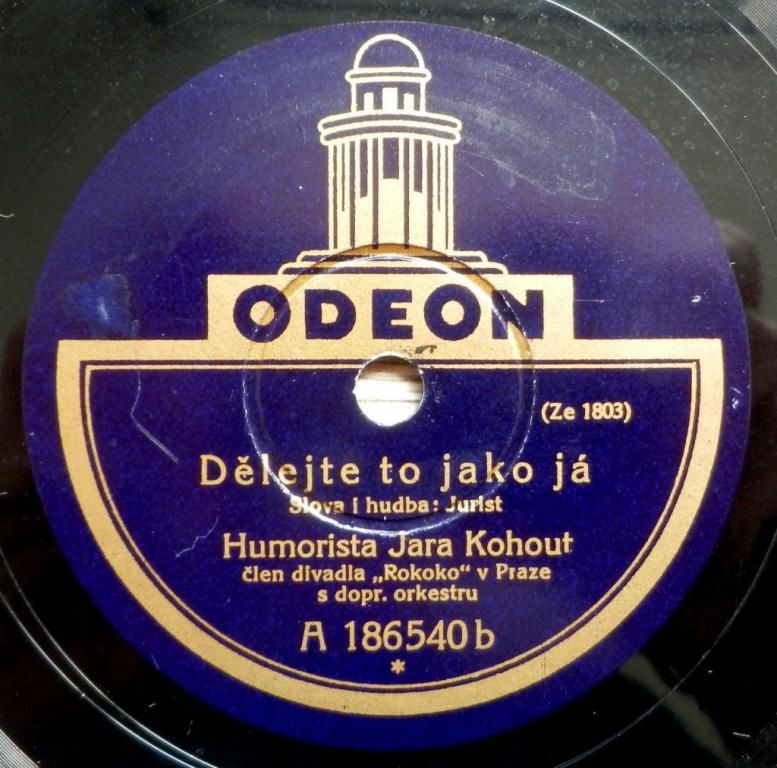 ODEON
(Ze 1803)
Dělejte to jako já
Slova i hudba: Jurist
Humorista Jara Kohout
člen divadla „Rokoko“ v Praze
s dopr. orkestru
A 186540 b
*